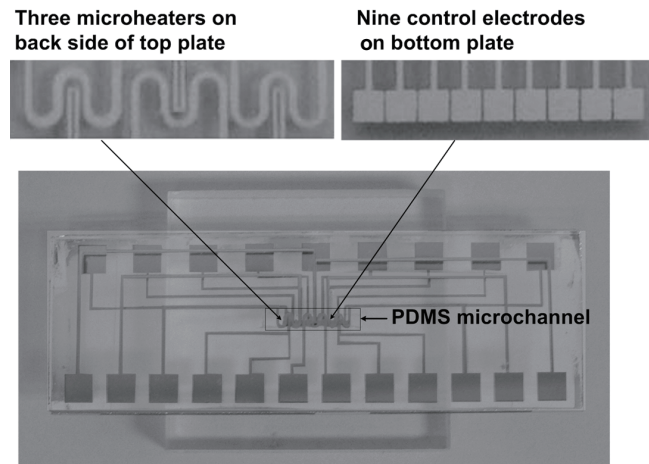 Three microheaters on
back side of top plate
Nine control electrodes
on bottom plate
PDMS microchannel